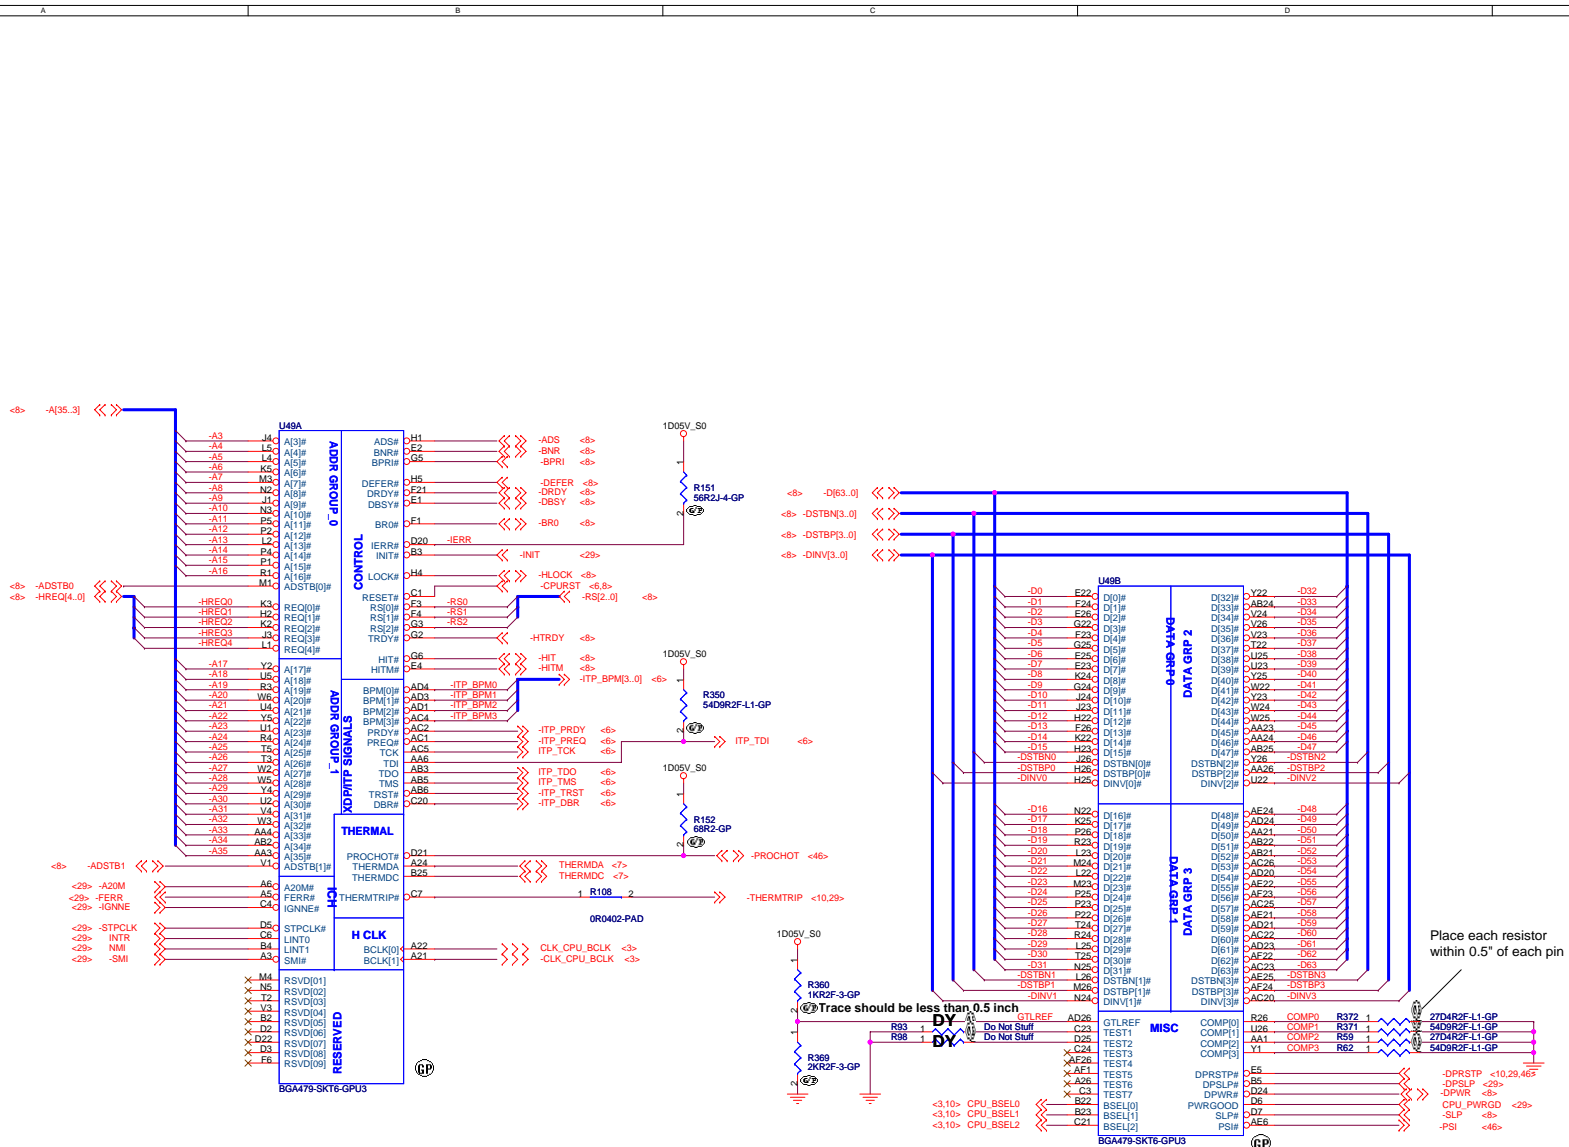 A B C D
<8> -A[35..3]
U49A
ADDR GROUP_0
CONTROL
-A3 J4 A[3]# ADS# H1 -ADS <8>
-A4 L5 A[4]# BNR# E2 -BNR <8>
-A5 L4 A[5]# BPRI# G5 -BPRI <8>
-A6 K5 A[6]#
-A7 M3 A[7]# DEFER# H5 -DEFER <8>
-A8 N2 A[8]# DRDY# F21 -DRDY <8>
-A9 J1 A[9]# DBSY# E1 -DBSY <8>
-A10 N3 A[10]#
-A11 P5 A[11]# BR0# F1 -BR0 <8>
-A12 P2 A[12]#
-A13 L2 A[13]# IERR# D20 -IERR
-A14 P4 A[14]# INIT# B3 -INIT <29>
-A15 P1 A[15]#
-A16 R1 A[16]# LOCK# H4 -HLOCK <8>
<8> -ADSTB0 M1 ADSTB[0]# -CPURST <6,8>
<8> -HREQ[4..0] RESET# C1 -RS[2..0] <8>
-HREQ0 K3 REQ[0]# RS[0]# F3 -RS0
-HREQ1 H2 REQ[1]# RS[1]# F4 -RS1
-HREQ2 K2 REQ[2]# RS[2]# G3 -RS2
-HREQ3 J3 REQ[3]# TRDY# G2 -HTRDY <8>
-HREQ4 L1 REQ[4]#
HIT# G6 -HIT <8>
HITM# E4 -HITM <8>
-ITP_BPM[3..0] <6>
ADDR GROUP_1
XDP/ITP SIGNALS
-A17 Y2 A[17]#
-A18 U5 A[18]#
-A19 R3 A[19]# BPM[0]# AD4 -ITP_BPM0
-A20 W6 A[20]# BPM[1]# AD3 -ITP_BPM1
-A21 U4 A[21]# BPM[2]# AD1 -ITP_BPM2
-A22 Y5 A[22]# BPM[3]# AC4 -ITP_BPM3
-A23 U1 A[23]# PRDY# AC2 -ITP_PRDY <6>
-A24 R4 A[24]# PREQ# AC1 -ITP_PREQ <6>
-A25 T5 A[25]# TCK AC5 ITP_TCK <6>
-A26 T3 A[26]# TDI AA6
-A27 W2 A[27]# TDO AB3 ITP_TDO <6>
-A28 W5 A[28]# TMS AB5 ITP_TMS <6>
-A29 Y4 A[29]# TRST# AB6 -ITP_TRST <6>
-A30 U2 A[30]# DBR# C20 -ITP_DBR <6>
-A31 V4 A[31]#
-A32 W3 A[32]#
-A33 AA4 A[33]# THERMAL
-A34 AB2 A[34]#
-A35 AA3 A[35]# PROCHOT# D21
<8> -ADSTB1 V1 ADSTB[1]# THERMDA A24 THERMDA <7>
THERMDC B25 THERMDC <7>
ICH
<29> -A20M A6 A20M#
<29> -FERR A5 FERR# THERMTRIP# C7 1 R108 2 -THERMTRIP <10,29>
<29> -IGNNE C4 IGNNE#
0R0402-PAD
<29> -STPCLK D5 STPCLK# H CLK
<29> INTR C6 LINT0
<29> NMI B4 LINT1 BCLK[0] A22 CLK_CPU_BCLK <3>
<29> -SMI A3 SMI# BCLK[1] A21 -CLK_CPU_BCLK <3>
RESERVED
M4 RSVD[01]
N5 RSVD[02]
T2 RSVD[03]
V3 RSVD[04]
B2 RSVD[05]
D2 RSVD[06]
D22 RSVD[07]
D3 RSVD[08]
F6 RSVD[09]
GP
BGA479-SKT6-GPU3
1D05V_S0
1
R151
56R2J-4-GP
2
1D05V_S0
1
R350
54D9R2F-L1-GP
2
ITP_TDI <6>
1D05V_S0
1
R152
68R2-GP
2
-PROCHOT <46>
1D05V_S0
1
R360
1KR2F-3-GP
2
Trace should be less than 0.5 inch
1
R369
2KR2F-3-GP
2
<8> -D[63..0]
<8> -DSTBN[3..0]
<8> -DSTBP[3..0]
<8> -DINV[3..0]
U49B
DATA GRP 0
DATA GRP 2
-D0 E22 D[0]# D[32]# Y22 -D32
-D1 F24 D[1]# D[33]# AB24 -D33
-D2 E26 D[2]# D[34]# V24 -D34
-D3 G22 D[3]# D[35]# V26 -D35
-D4 F23 D[4]# D[36]# V23 -D36
-D5 G25 D[5]# D[37]# T22 -D37
-D6 E25 D[6]# D[38]# U25 -D38
-D7 E23 D[7]# D[39]# U23 -D39
-D8 K24 D[8]# D[40]# Y25 -D40
-D9 G24 D[9]# D[41]# W22 -D41
-D10 J24 D[10]# D[42]# Y23 -D42
-D11 J23 D[11]# D[43]# W24 -D43
-D12 H22 D[12]# D[44]# W25 -D44
-D13 F26 D[13]# D[45]# AA23 -D45
-D14 K22 D[14]# D[46]# AA24 -D46
-D15 H23 D[15]# D[47]# AB25 -D47
-DSTBN0 J26 DSTBN[0]# DSTBN[2]# Y26 -DSTBN2
-DSTBP0 H26 DSTBP[0]# DSTBP[2]# AA26 -DSTBP2
-DINV0 H25 DINV[0]# DINV[2]# U22 -DINV2
DATA GRP 1
DATA GRP 3
-D16 N22 D[16]# D[48]# AE24 -D48
-D17 K25 D[17]# D[49]# AD24 -D49
-D18 P26 D[18]# D[50]# AA21 -D50
-D19 R23 D[19]# D[51]# AB22 -D51
-D20 L23 D[20]# D[52]# AB21 -D52
-D21 M24 D[21]# D[53]# AC26 -D53
-D22 L22 D[22]# D[54]# AD20 -D54
-D23 M23 D[23]# D[55]# AE22 -D55
-D24 P25 D[24]# D[56]# AF23 -D56
-D25 P23 D[25]# D[57]# AC25 -D57
-D26 P22 D[26]# D[58]# AE21 -D58
-D27 T24 D[27]# D[59]# AD21 -D59
-D28 R24 D[28]# D[60]# AC22 -D60
-D29 L25 D[29]# D[61]# AD23 -D61
-D30 T25 D[30]# D[62]# AF22 -D62
-D31 N25 D[31]# D[63]# AC23 -D63
-DSTBN1 L26 DSTBN[1]# DSTBN[3]# AE25 -DSTBN3
-DSTBP1 M26 DSTBP[1]# DSTBP[3]# AF24 -DSTBP3
-DINV1 N24 DINV[1]# DINV[3]# AC20 -DINV3
MISC
GTLREF AD26 GTLREF COMP[0] R26 COMP0 R372 1 27D4R2F-L1-GP
R93 1 DY Do Not Stuff C23 TEST1 COMP[1] U26 COMP1 R371 1 54D9R2F-L1-GP
R98 1 DY Do Not Stuff D25 TEST2 COMP[2] AA1 COMP2 R59 1 27D4R2F-L1-GP
C24 TEST3 COMP[3] Y1 COMP3 R62 1 54D9R2F-L1-GP
AF26 TEST4
AF1 TEST5 DPRSTP# E5 -DPRSTP <10,29,46>
A26 TEST6 DPSLP# B5 -DPSLP <29>
C3 TEST7 DPWR# D24 -DPWR <8>
<3,10> CPU_BSEL0 B22 BSEL[0] PWRGOOD D6 CPU_PWRGD <29>
<3,10> CPU_BSEL1 B23 BSEL[1] SLP# D7 -SLP <8>
<3,10> CPU_BSEL2 C21 BSEL[2] PSI# AE6 -PSI <46>
BGA479-SKT6-GPU3
GP
Place each resistor
within 0.5" of each pin